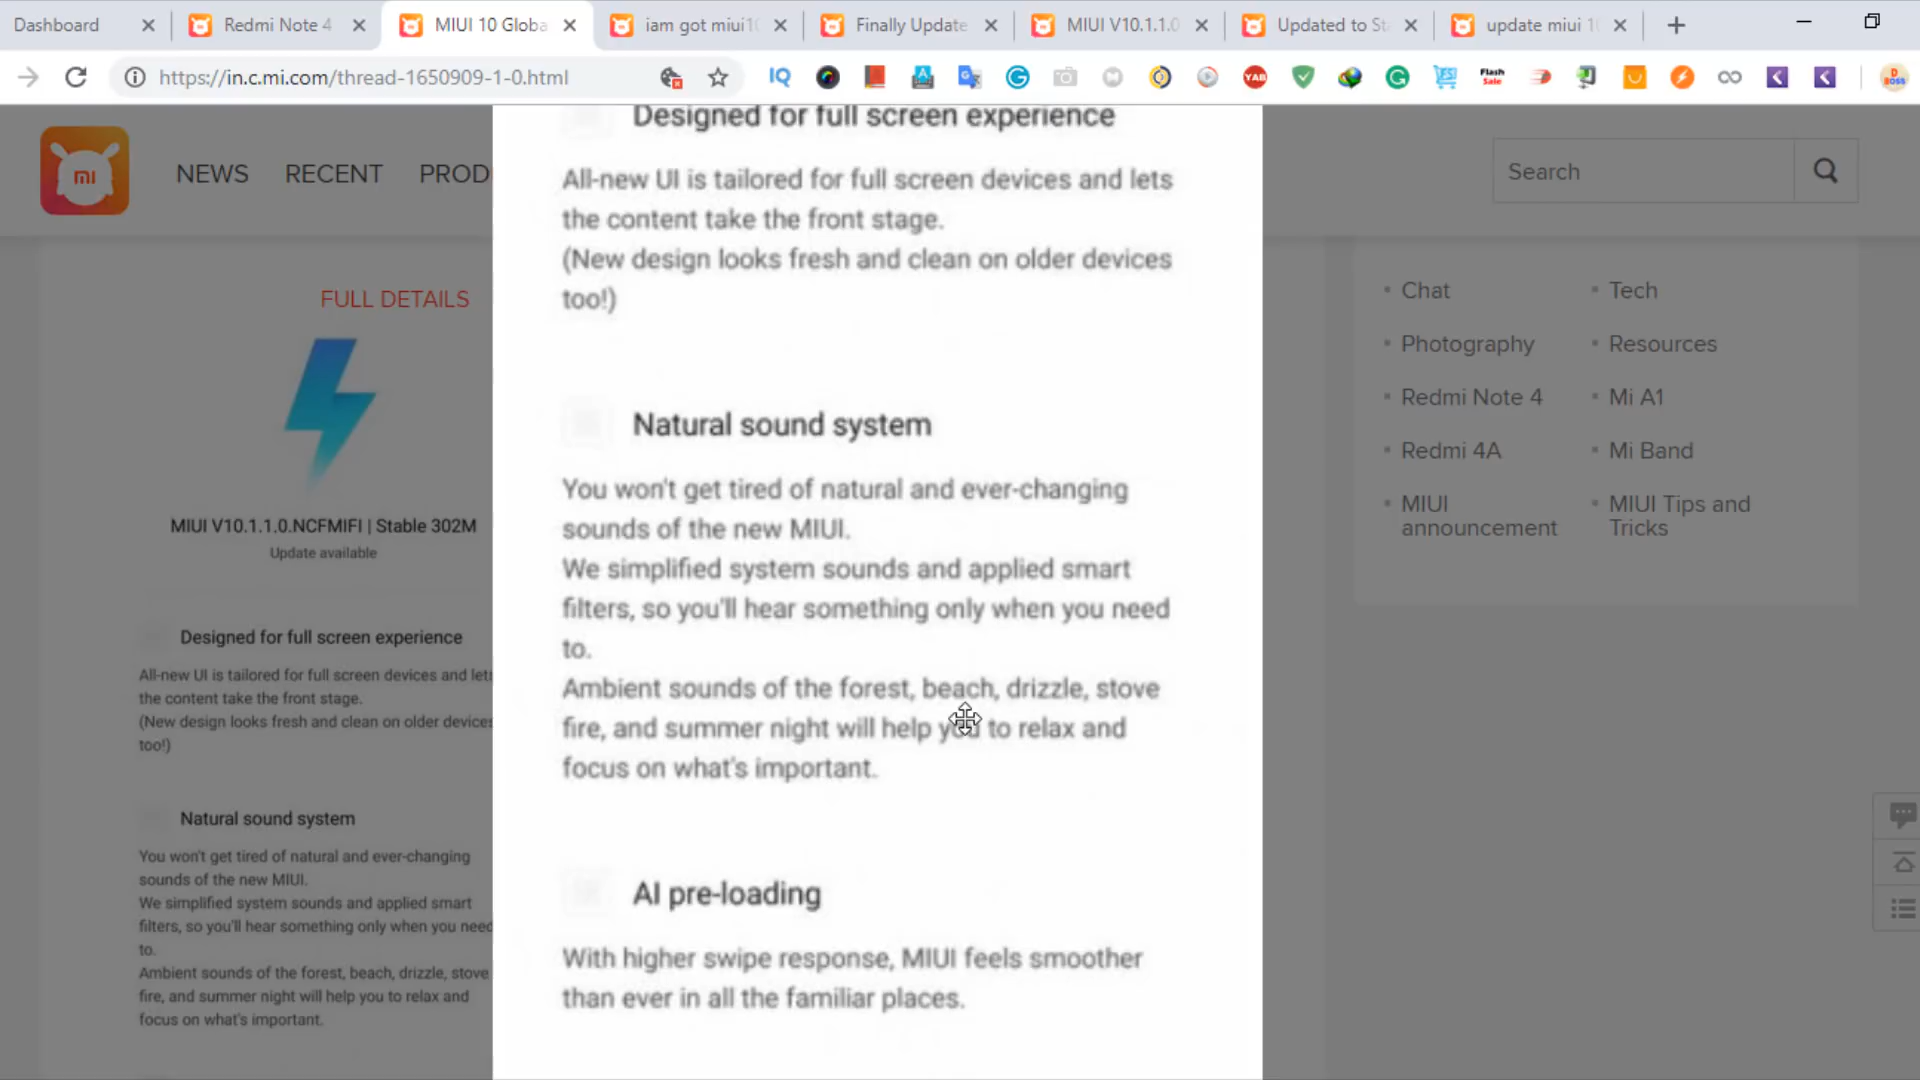 Dashboard
Redmi Note 4
MIUI 10 Globa
iam got miui10
Finally Update
MIUI V10.1.1.0
Updated to Sta
update miui 10
https://in.c.mi.com/thread-1650909-1-0.html
IQ
YAB
YES!
Flash
Sale
D
BOSS
mi
NEWS
RECENT
PROD
Search
FULL DETAILS
MIUI V10.1.1.0.NCFMIFI | Stable 302M
Update available
Designed for full screen experience
All-new UI is tailored for full screen devices and lets
the content take the front stage.
(New design looks fresh and clean on older devices
too!)
Natural sound system
You won't get tired of natural and ever-changing
sounds of the new MIUI.
We simplified system sounds and applied smart
filters, so you'll hear something only when you need
to.
Ambient sounds of the forest, beach, drizzle, stove
fire, and summer night will help you to relax and
focus on what's important.
Designed for full screen experience
All-new UI is tailored for full screen devices and lets
the content take the front stage.
(New design looks fresh and clean on older devices
too!)
Natural sound system
You won't get tired of natural and ever-changing
sounds of the new MIUI.
We simplified system sounds and applied smart
filters, so you'll hear something only when you need
to.
Ambient sounds of the forest, beach, drizzle, stove
fire, and summer night will help you to relax and
focus on what's important.
AI pre-loading
With higher swipe response, MIUI feels smoother
than ever in all the familiar places.
Chat
Tech
Photography
Resources
Redmi Note 4
Mi A1
Redmi 4A
Mi Band
MIUI
announcement
MIUI Tips and
Tricks